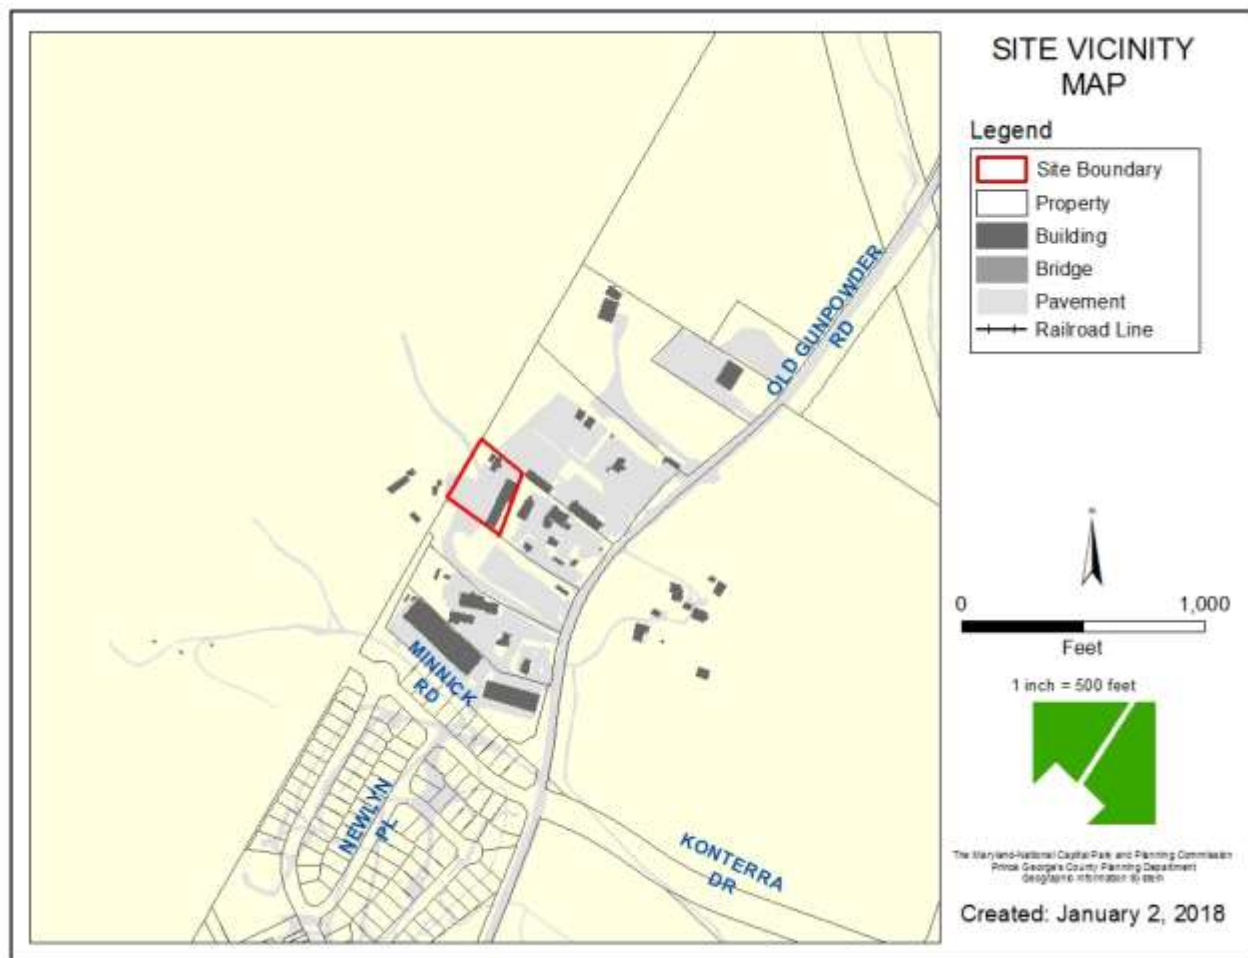 SITE VICINITY
MAP
Legend
Site Boundary
Property
Building
Bridge
Pavement
Railroad Line
OLD GUNPOWDER
RD
MINNICK
RD
NEWLYN
PL
KONTERRA
DR
0 1,000
Feet
1 inch = 500 feet
The Maryland-National Capital Park and Planning Commission
Prince George's County Planning Department
Geographic Information System
Created: January 2, 2018